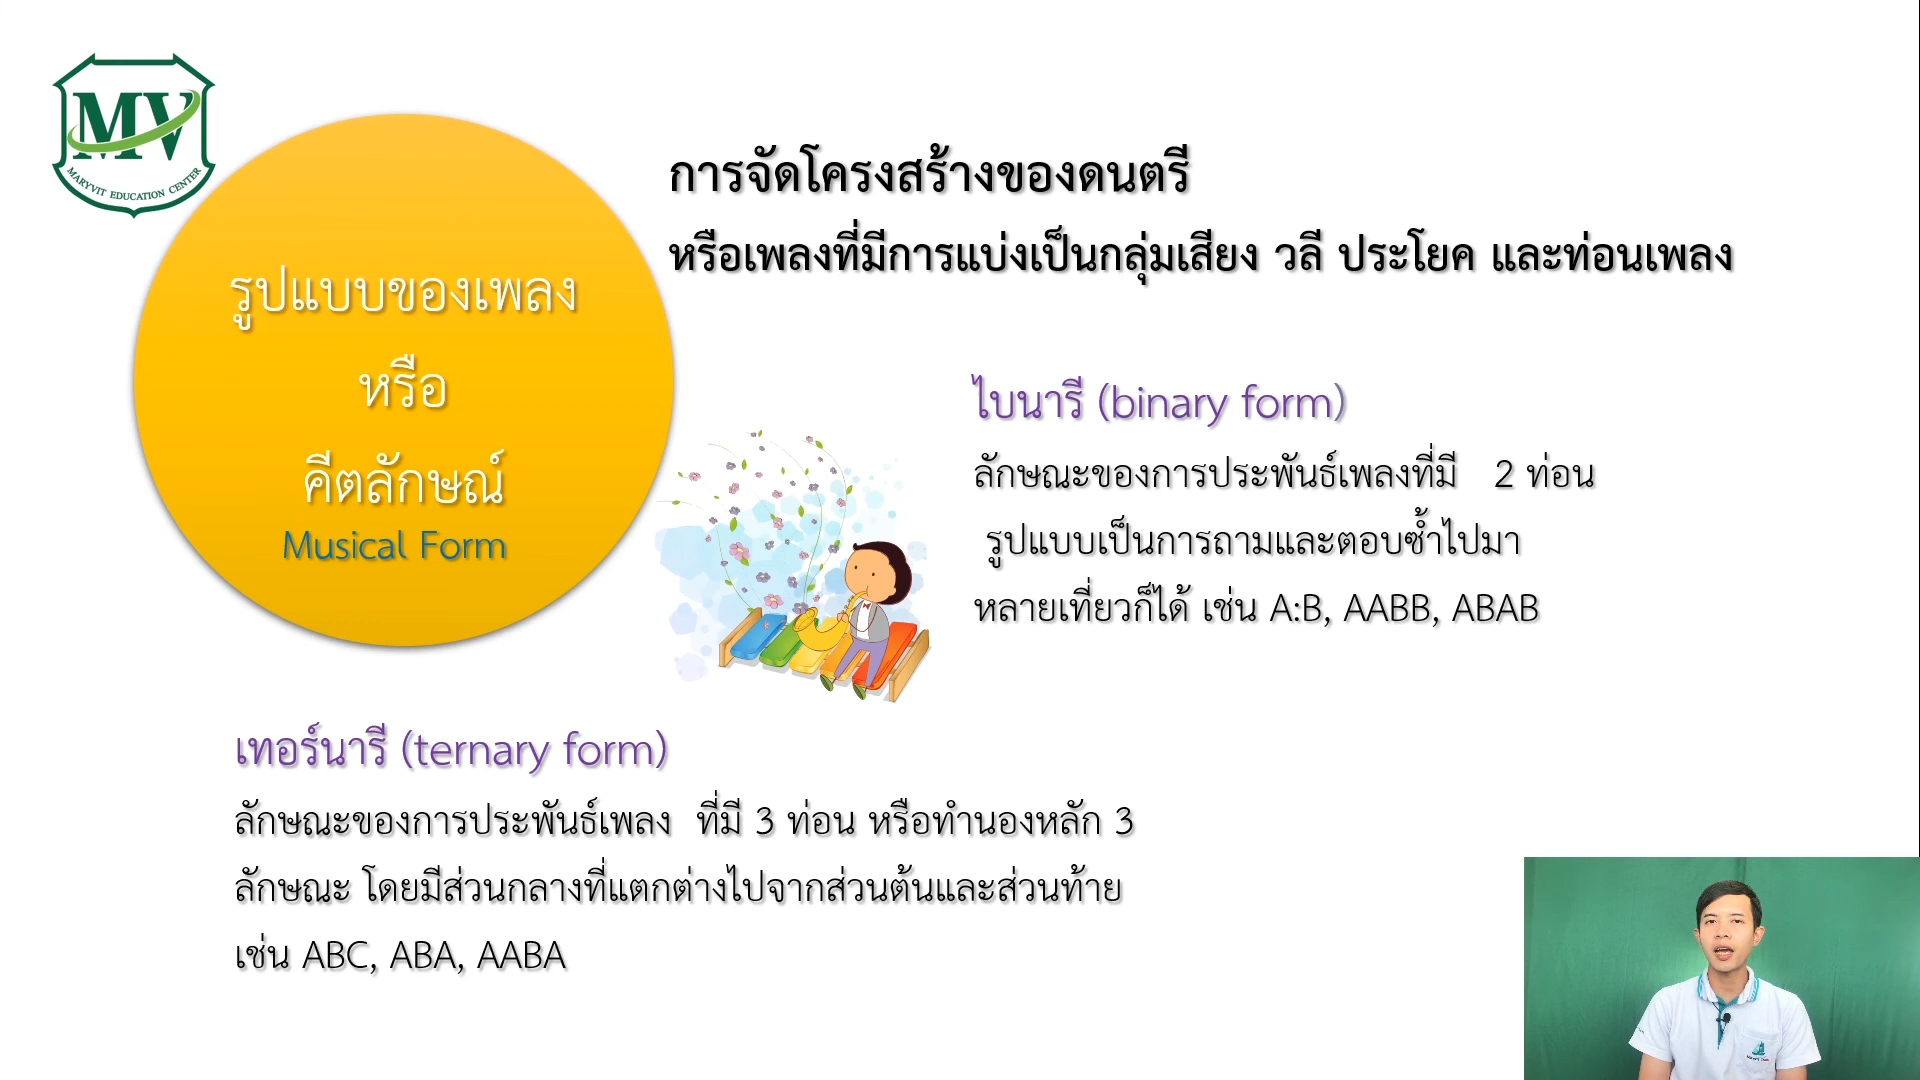 MV
MARYVIT EDUCATION CENTER
รูปแบบของเพลง
หรือ
คีตลักษณ์
Musical Form
การจัดโครงสร้างของดนตรี
หรือเพลงที่มีการแบ่งเป็นกลุ่มเสียง วลี ประโยค และท่อนเพลง
ไบนารี (binary form)
ลักษณะของการประพันธ์เพลงที่มี 2 ท่อน
รูปแบบเป็นการถามและตอบซ้ำไปมา
หลายเที่ยวก็ได้ เช่น A:B, AABB, ABAB
เทอร์นารี (ternary form)
ลักษณะของการประพันธ์เพลง ที่มี 3 ท่อน หรือทำนองหลัก 3
ลักษณะ โดยมีส่วนกลางที่แตกต่างไปจากส่วนต้นและส่วนท้าย
เช่น ABC, ABA, AABA